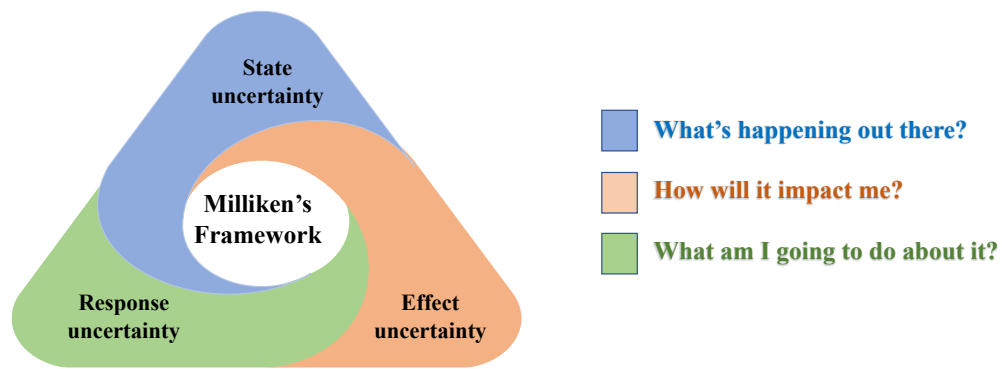 State
uncertainty
Milliken’s
Framework
Response
uncertainty
Effect
uncertainty
What’s happening out there?
How will it impact me?
What am I going to do about it?